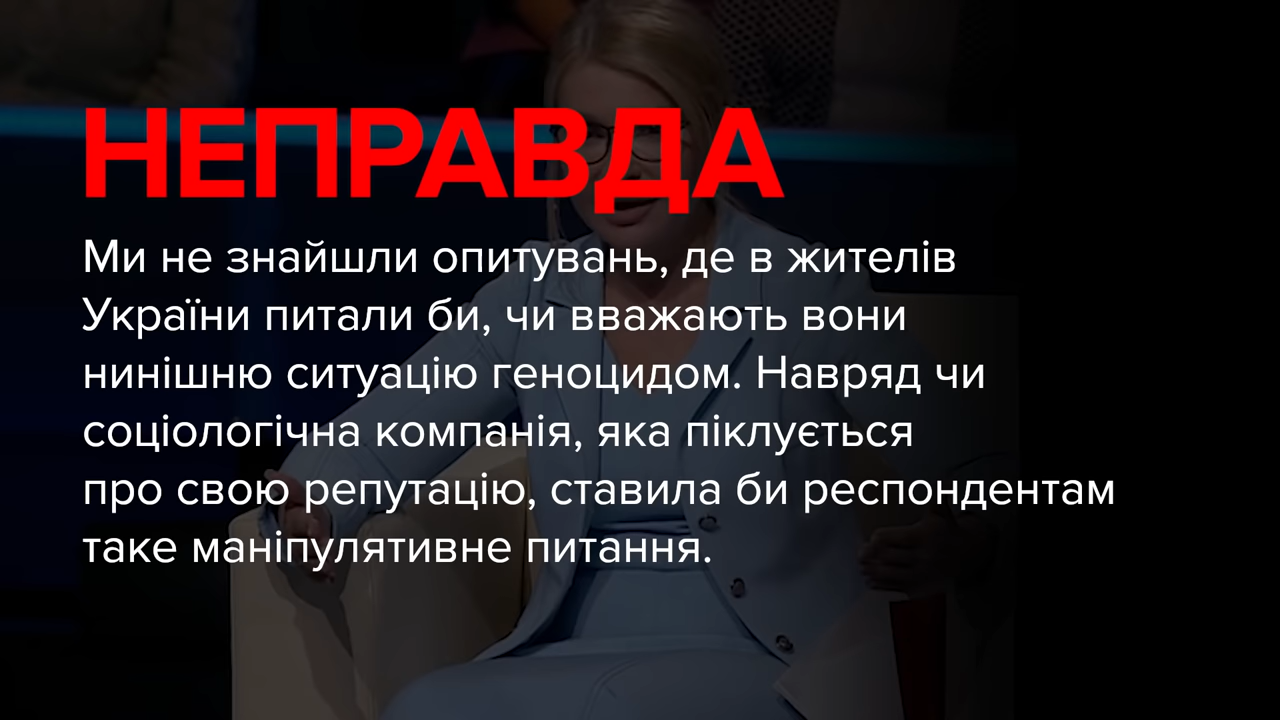 НЕПРАВДА
Ми не знайшли опитувань, де в жителів
України питали би, чи вважають вони
нинішню ситуацію геноцидом. Навряд чи
соціологічна компанія, яка піклується
про свою репутацію, ставила би респондентам
таке маніпулятивне питання.